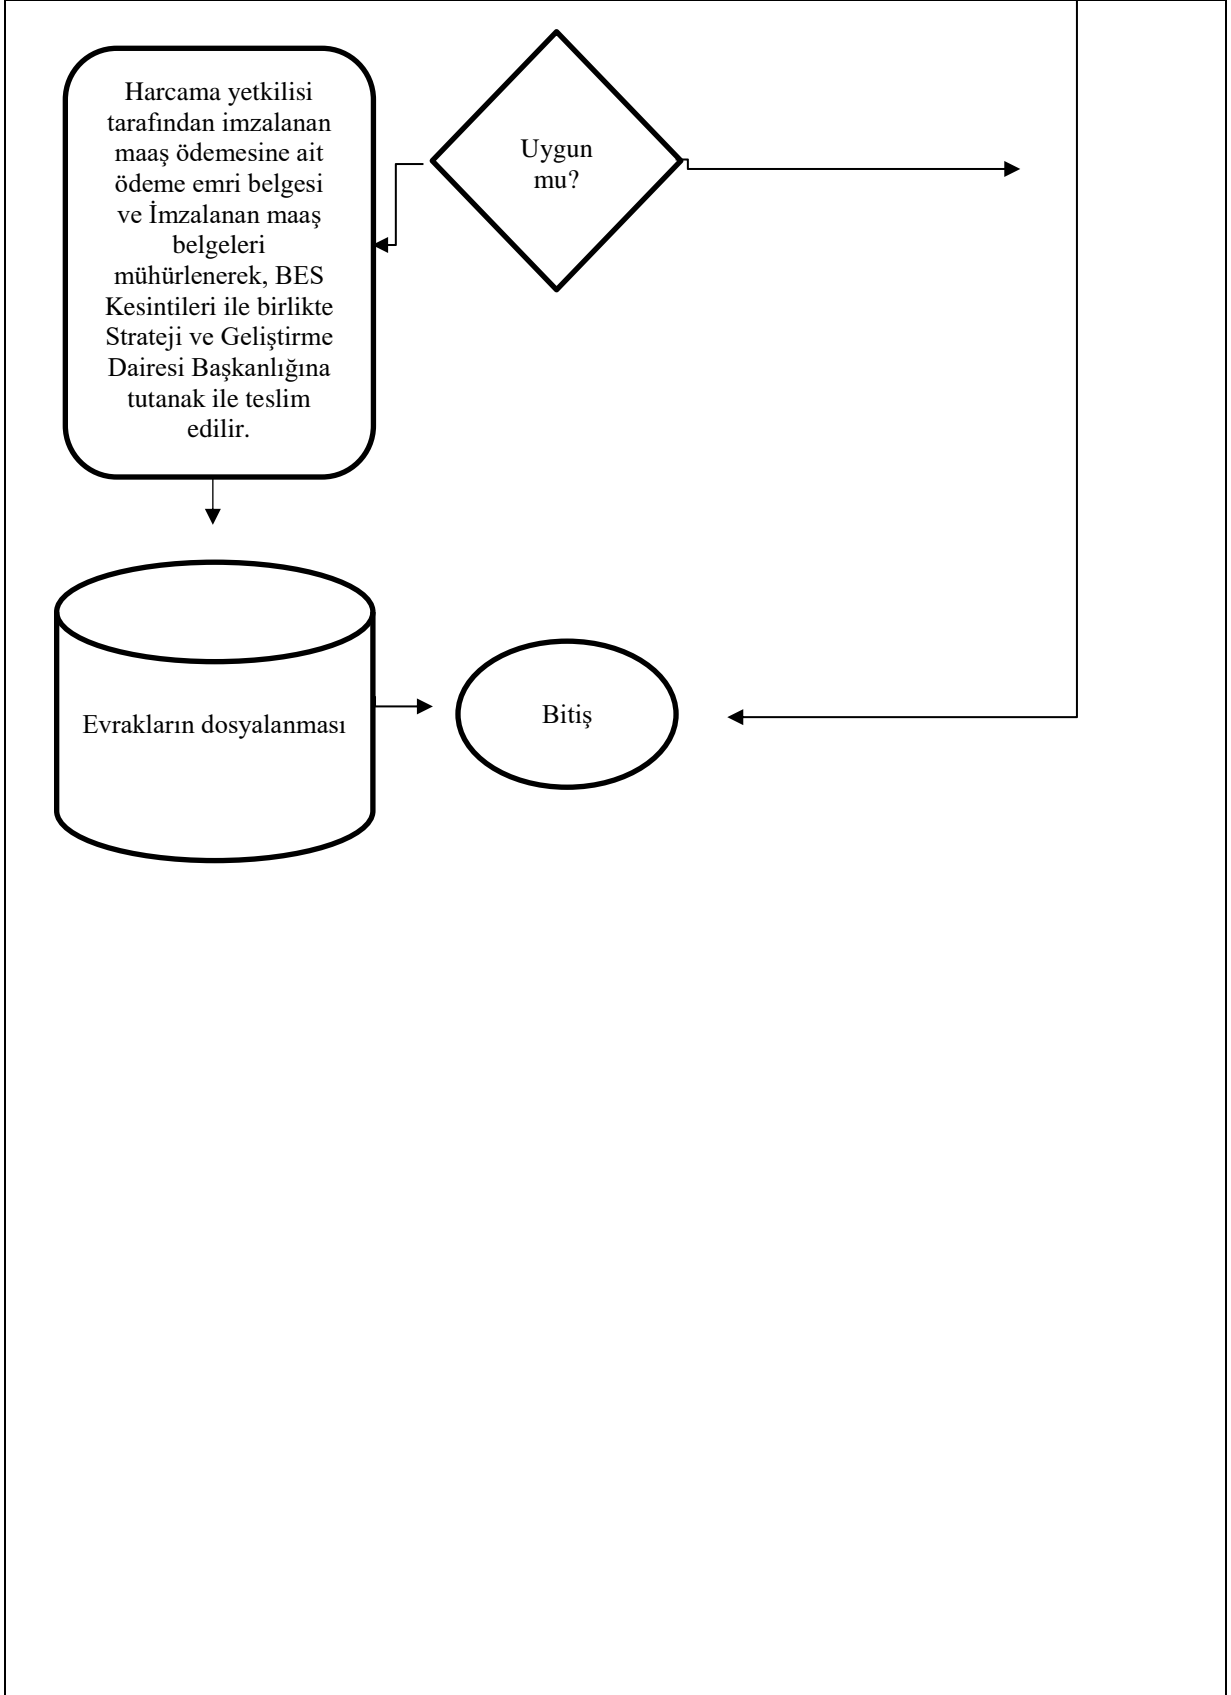 Harcama yetkilisi
tarafından imzalanan
maaş ödemesine ait
ödeme emri belgesi
ve İmzalanan maaş
belgeleri
mühürlenerek, BES
Kesintileri ile birlikte
Strateji ve Geliştirme
Dairesi Başkanlığına
tutanak ile teslim
edilir.
Uygun
mu?
Evrakların dosyalanması
Bitiş